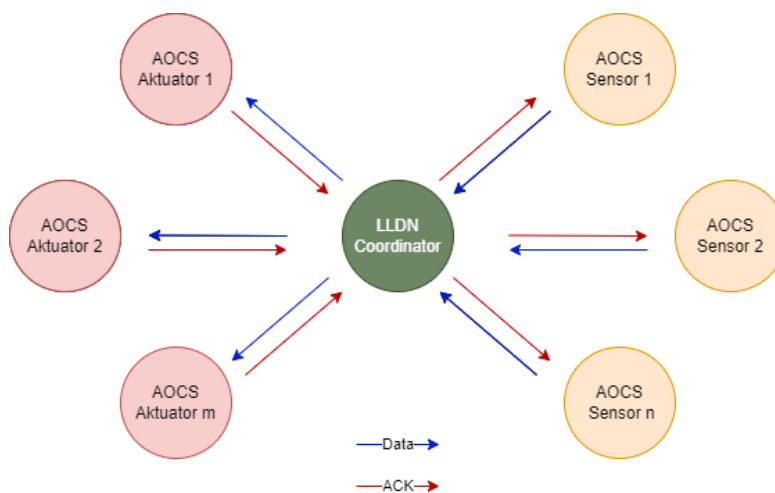 AOCS
Aktuator 1
AOCS
Sensor 1
AOCS
Aktuator 2
LLDN
Coordinator
AOCS
Sensor 2
AOCS
Aktuator m
AOCS
Sensor n
Data
ACK